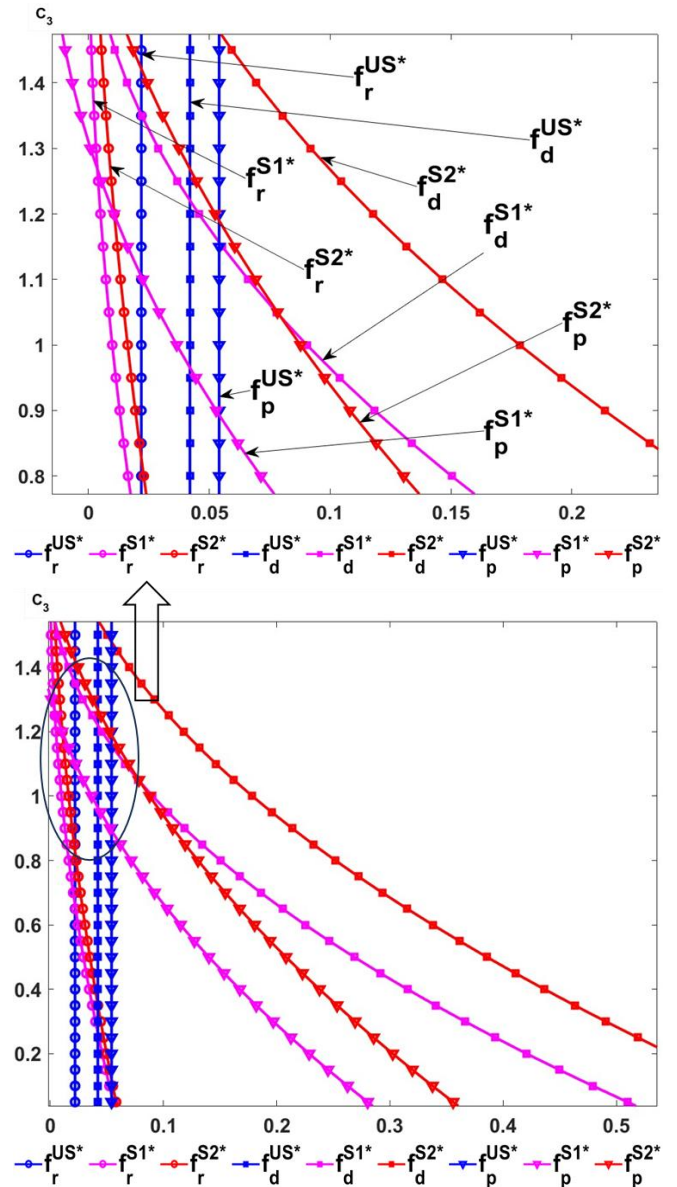 c₃
1.4
1.3
1.2
1.1
1
0.9
0.8
f_r^US*
f_d^US*
f_r^S1*
f_d^S2*
f_d^S1*
f_r^S2*
f_p^S2*
f_p^US*
f_p^S1*
0 0.05 0.1 0.15 0.2
f_r^US* f_r^S1* f_r^S2* f_d^US* f_d^S1* f_d^S2* f_p^US* f_p^S1* f_p^S2*
c₃
1.4
1.2
1
0.8
0.6
0.4
0.2
0 0.1 0.2 0.3 0.4 0.5
f_r^US* f_r^S1* f_r^S2* f_d^US* f_d^S1* f_d^S2* f_p^US* f_p^S1* f_p^S2*